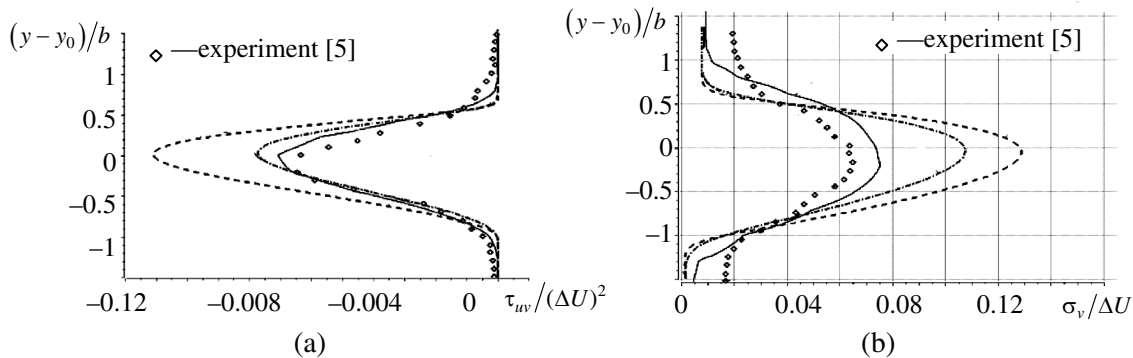 (y – y₀)/b
◇ —experiment [5]
1
0.5
0
–0.5
–1
–0.12 –0.008 –0.004 0 τᵤᵥ/(ΔU)²
(a)
(y – y₀)/b
◇ —experiment [5]
1
0.5
0
–0.5
–1
0 0.04 0.08 0.12 σᵥ/ΔU
(b)